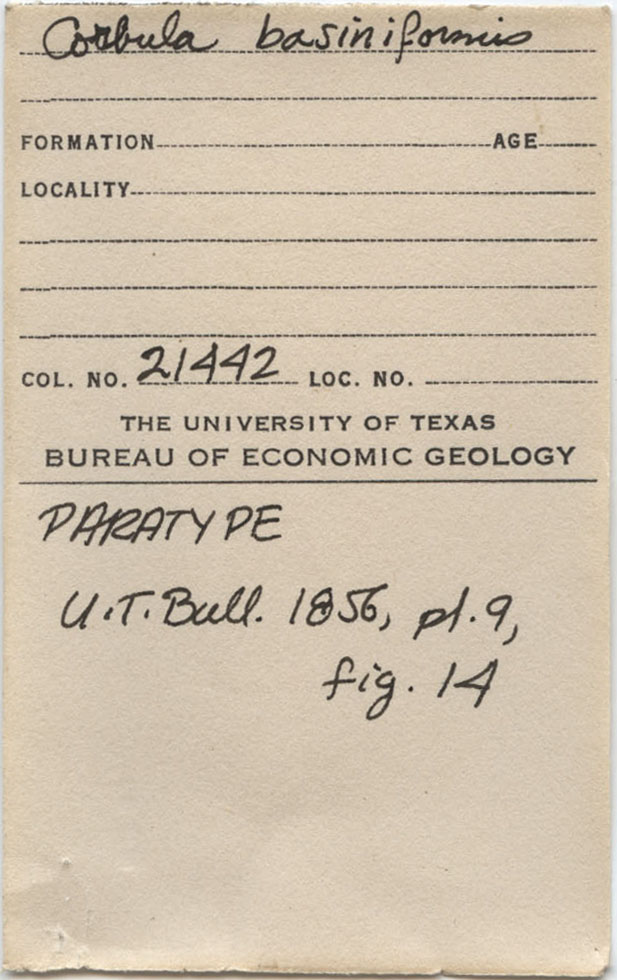 Corbula basiniformis
FORMATION AGE
LOCALITY
COL. NO. 21442 LOC. NO.
THE UNIVERSITY OF TEXAS
BUREAU OF ECONOMIC GEOLOGY
PARATYPE
U.T. Bull. 1856, pl. 9,
fig. 14